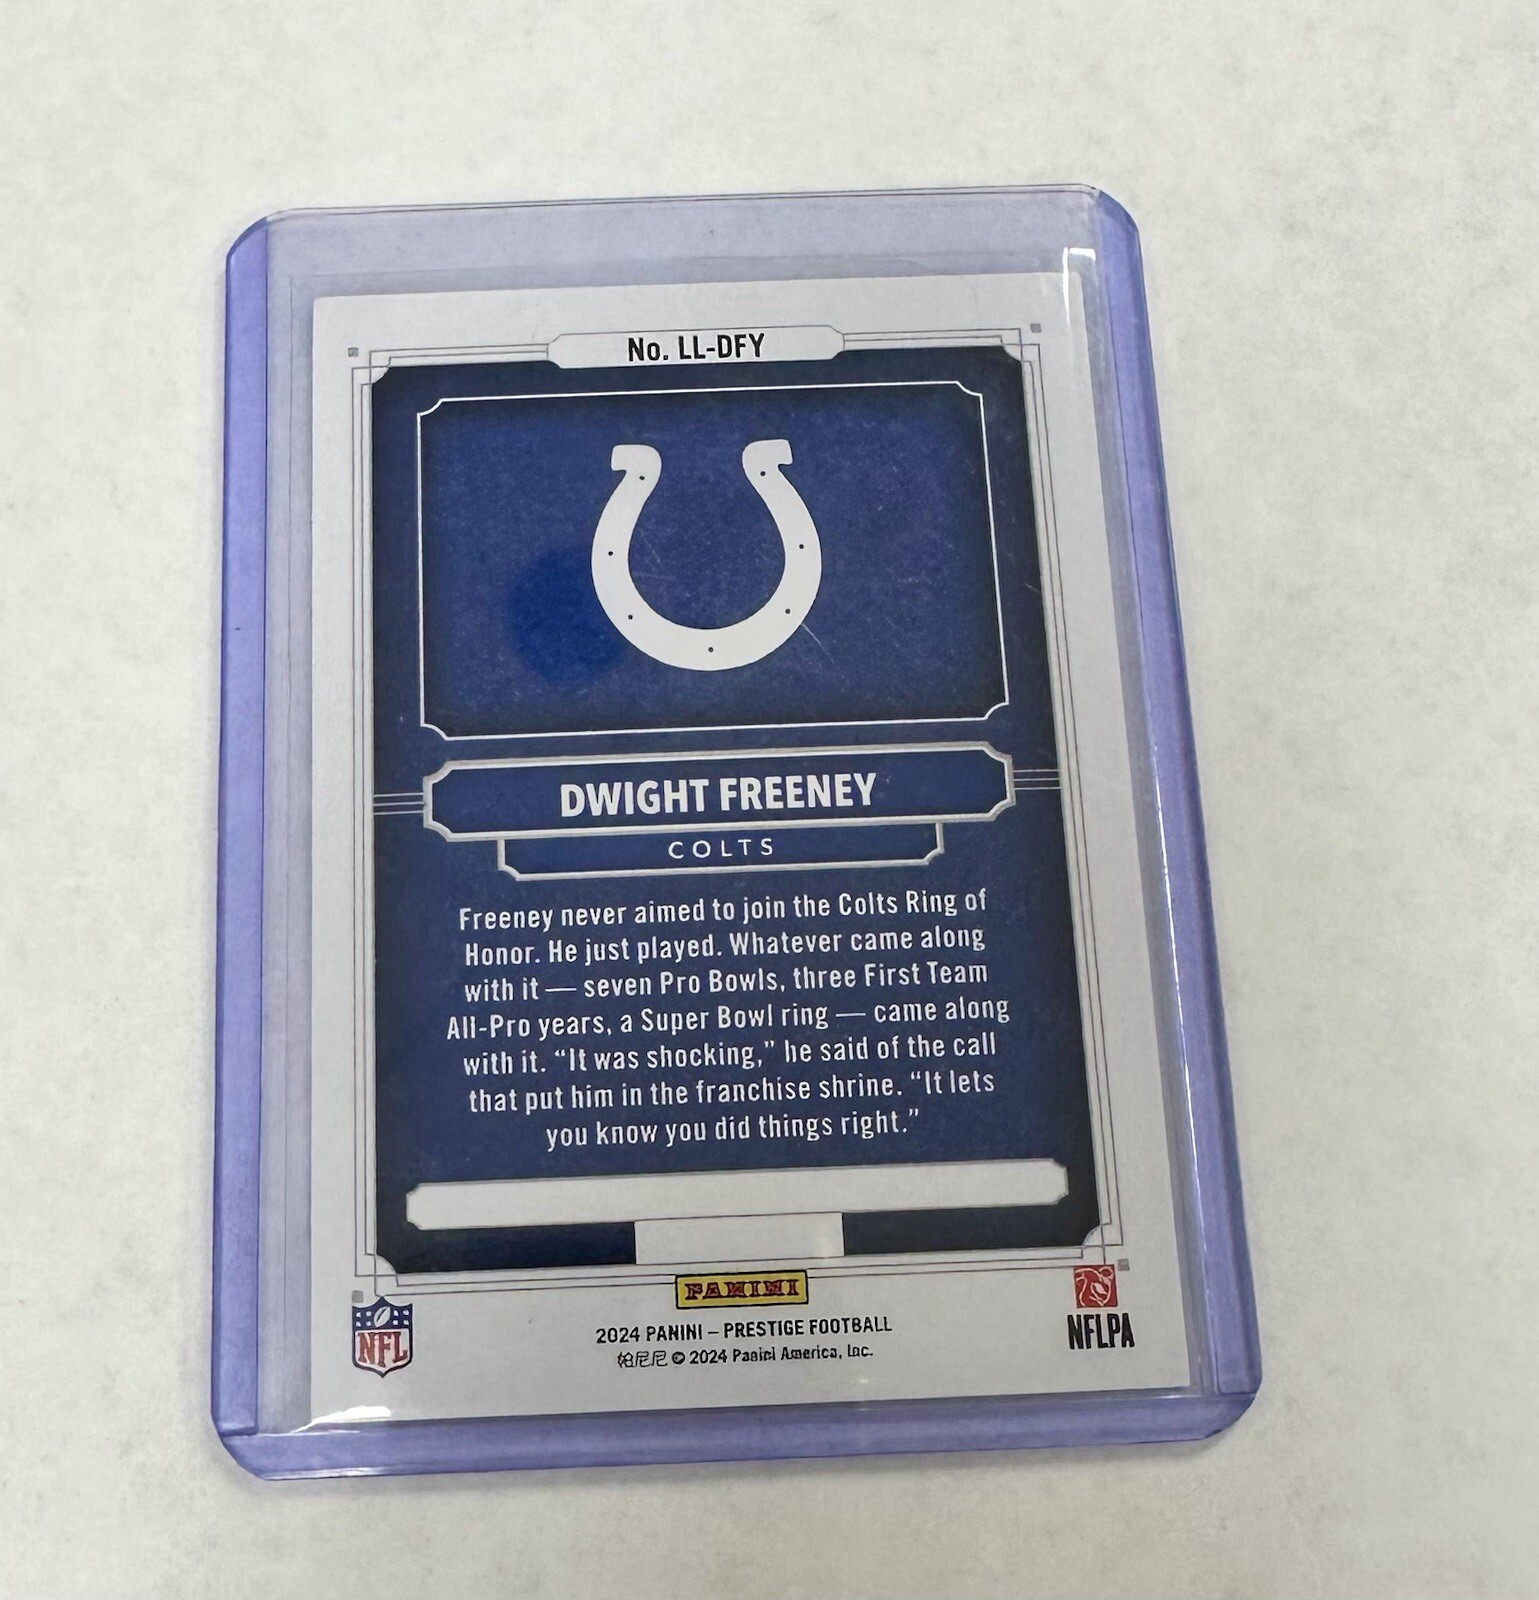 No. LL-DFY
DWIGHT FREENEY
COLTS
Freeney never aimed to join the Colts Ring of
Honor. He just played. Whatever came along
with it — seven Pro Bowls, three First Team
All-Pro years, a Super Bowl ring — came along
with it. “It was shocking,” he said of the call
that put him in the franchise shrine. “It lets
you know you did things right.”
PANINI
NFL
2024 PANINI – PRESTIGE FOOTBALL
帕尼尼 © 2024 Panini America, Inc.
NFLPA